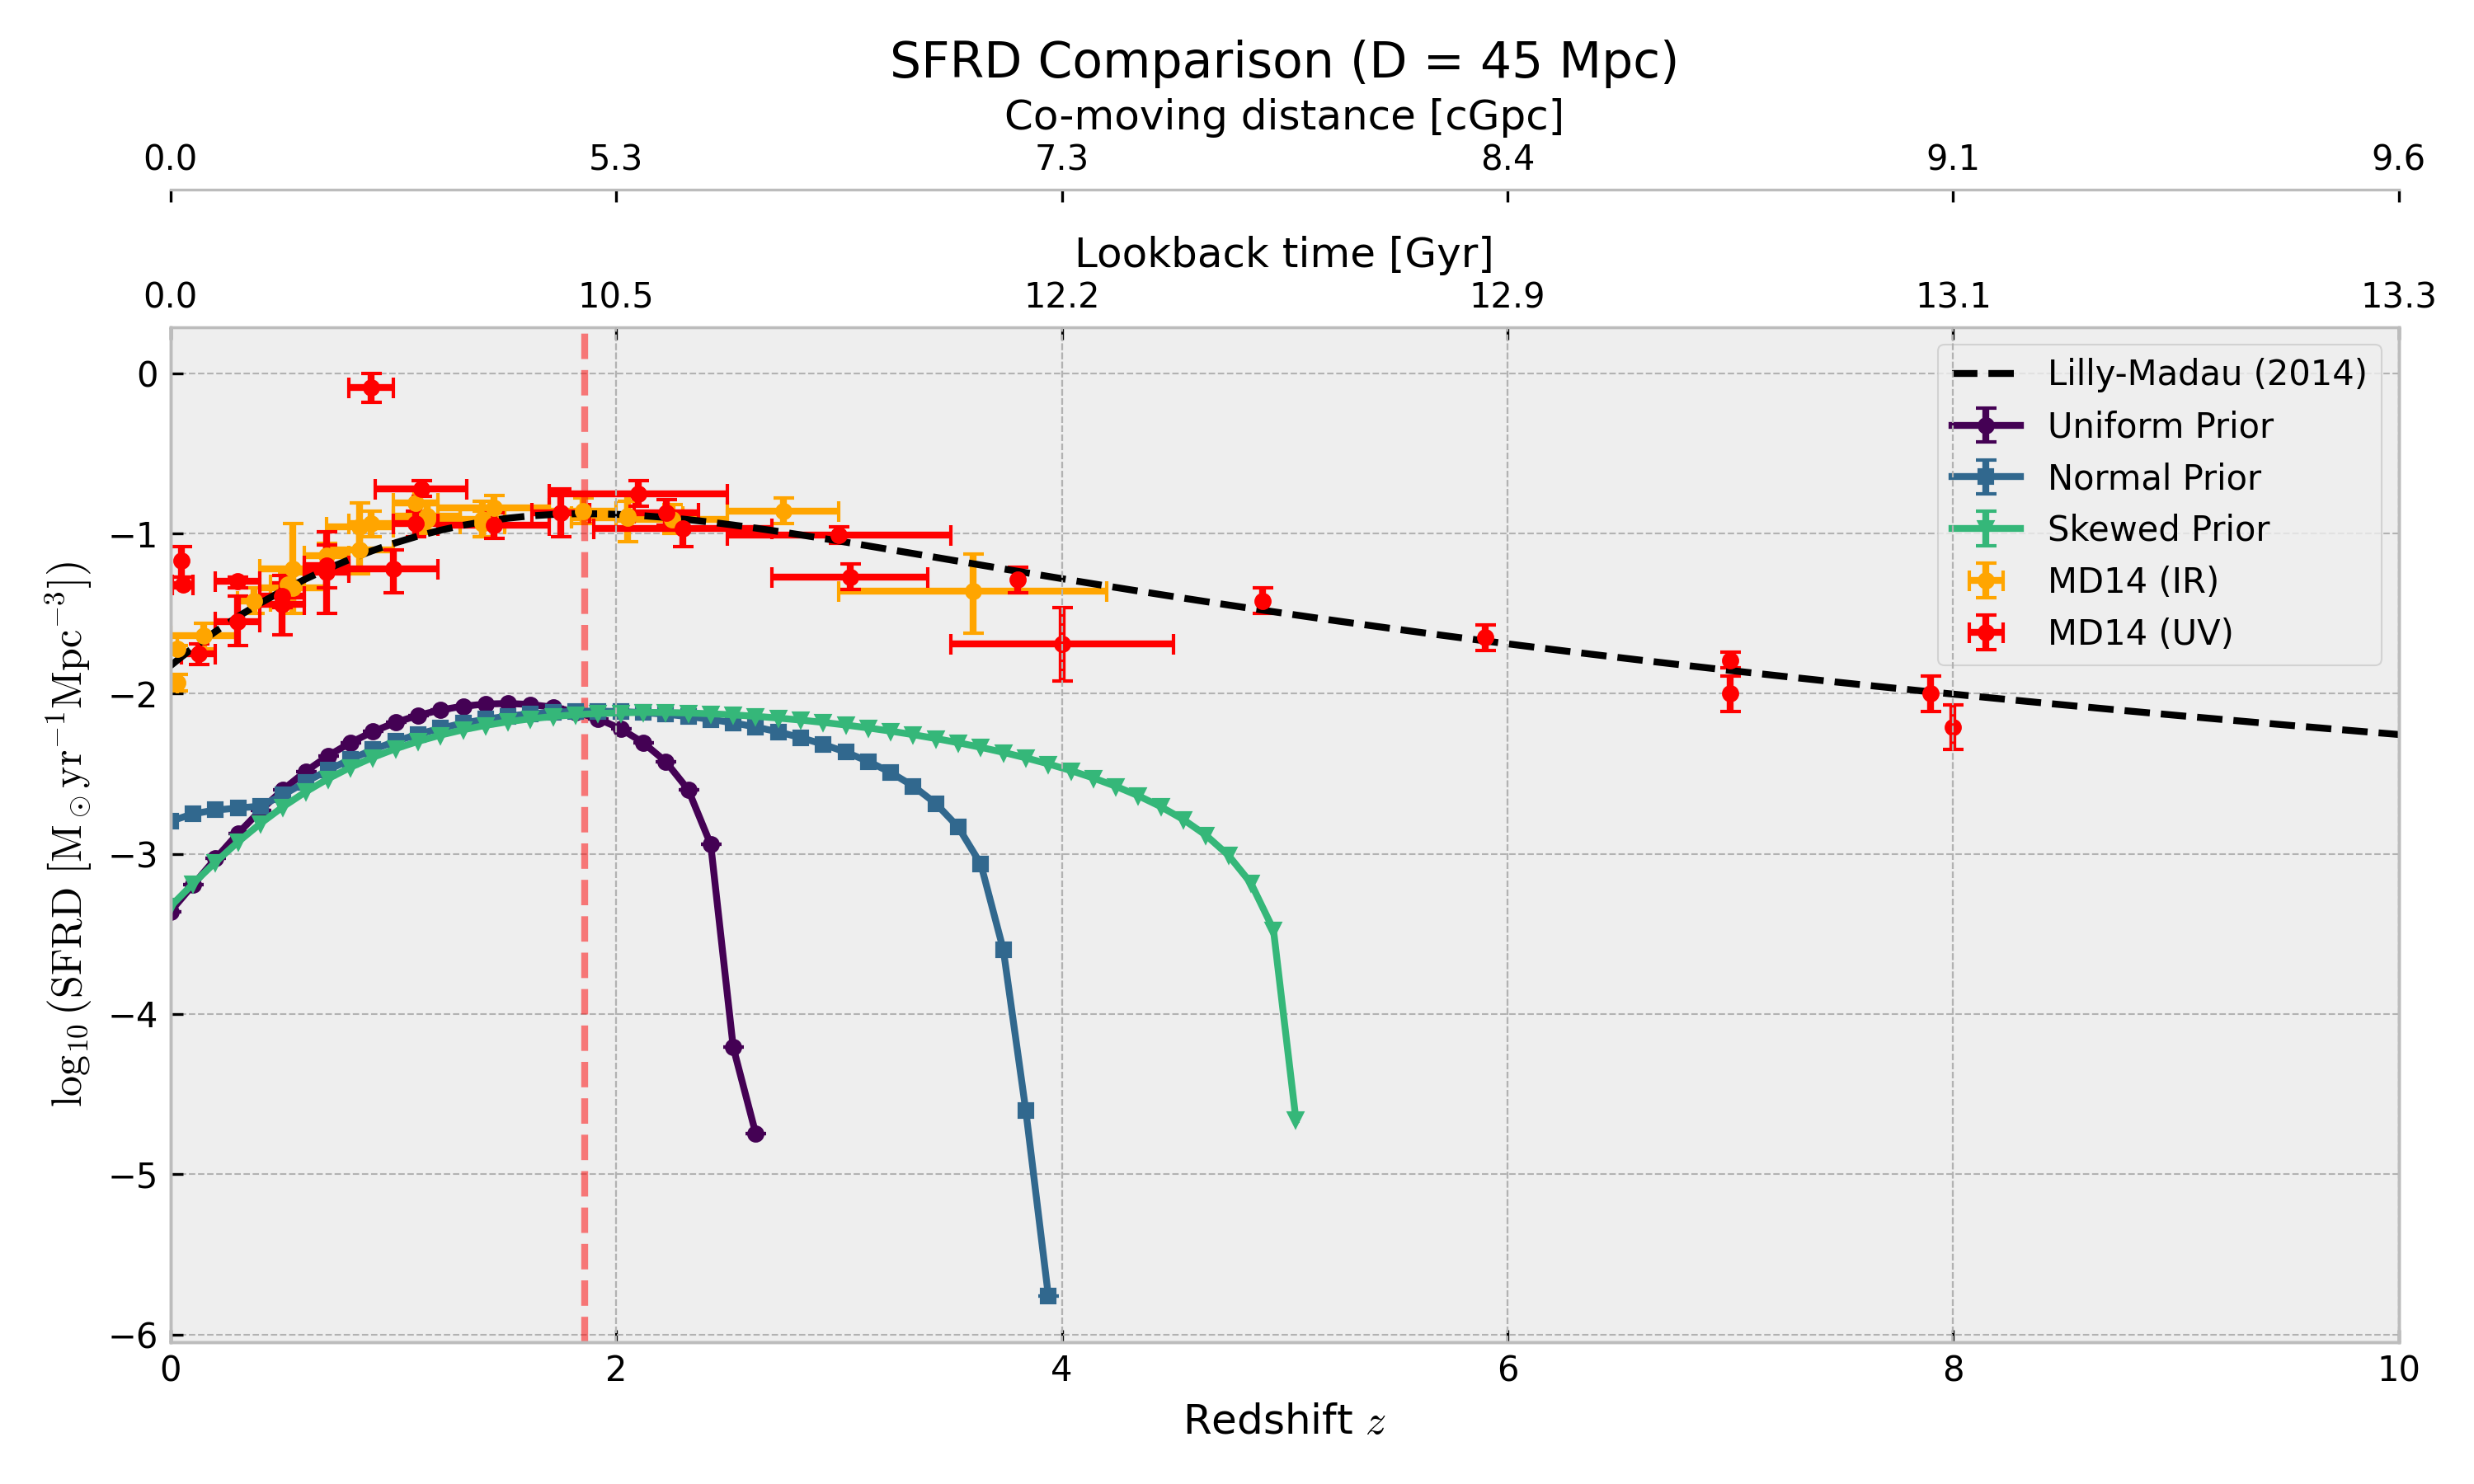 SFRD Comparison (D = 45 Mpc)
Co-moving distance [cGpc]
0.0 5.3 7.3 8.4 9.1 9.6
Lookback time [Gyr]
0.0 10.5 12.2 12.9 13.1 13.3
log₁₀(SFRD [M☉yr⁻¹Mpc⁻³])
0
−1
−2
−3
−4
−5
−6
Lilly-Madau (2014)
Uniform Prior
Normal Prior
Skewed Prior
MD14 (IR)
MD14 (UV)
0 2 4 6 8 10
Redshift z